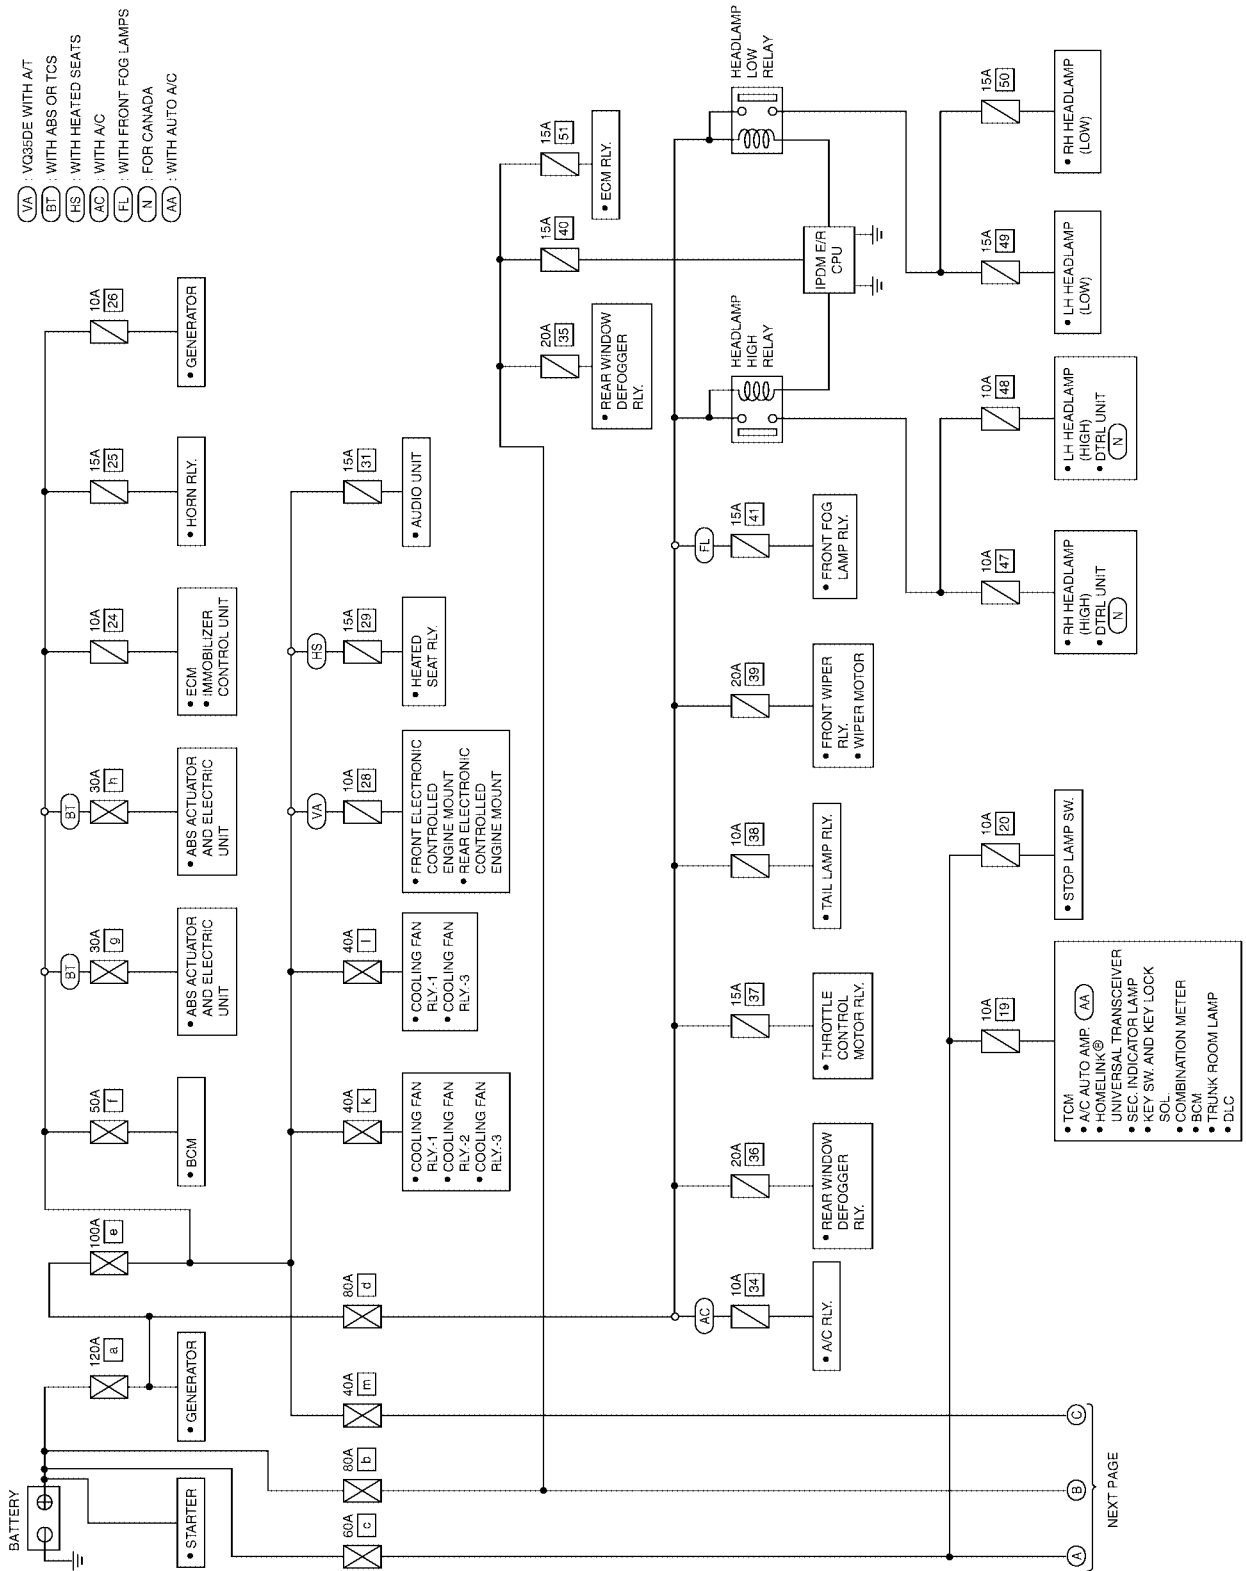 BATTERY
• STARTER
120A
a
• GENERATOR
100A
e
50A
f
• BCM
BT
30A
g
• ABS ACTUATOR
AND ELECTRIC
UNIT
BT
30A
h
• ABS ACTUATOR
AND ELECTRIC
UNIT
10A
24
• ECM
• IMMOBILIZER
CONTROL UNIT
15A
25
• HORN RLY.
10A
26
• GENERATOR
VA : VQ35DE WITH A/T
BT : WITH ABS OR TCS
HS : WITH HEATED SEATS
AC : WITH A/C
FL : WITH FRONT FOG LAMPS
N : FOR CANADA
AA : WITH AUTO A/C
60A
c
80A
b
40A
m
80A
d
40A
k
• COOLING FAN
RLY.-1
• COOLING FAN
RLY.-2
• COOLING FAN
RLY.-3
40A
l
• COOLING FAN
RLY.-1
• COOLING FAN
RLY.-3
VA
10A
28
• FRONT ELECTRONIC
CONTROLLED
ENGINE MOUNT
• REAR ELECTRONIC
CONTROLLED
ENGINE MOUNT
HS
15A
29
• HEATED
SEAT RLY.
15A
31
• AUDIO UNIT
20A
35
• REAR WINDOW
DEFOGGER
RLY.
15A
40
15A
51
• ECM RLY.
AC
10A
34
• A/C RLY.
20A
36
• REAR WINDOW
DEFOGGER
RLY.
15A
37
• THROTTLE
CONTROL
MOTOR RLY.
10A
38
• TAIL LAMP RLY.
20A
39
• FRONT WIPER
RLY.
• WIPER MOTOR
FL
15A
41
• FRONT FOG
LAMP RLY.
HEADLAMP
HIGH
RELAY
IPDM E/R
CPU
HEADLAMP
LOW
RELAY
A
B
C
NEXT PAGE
10A
19
• TCM
• A/C AUTO AMP. AA
• HOMELINK®
UNIVERSAL TRANSCEIVER
• SEC. INDICATOR LAMP
• KEY SW. AND KEY LOCK
SOL.
• COMBINATION METER
• BCM
• TRUNK ROOM LAMP
• DLC
10A
20
• STOP LAMP SW.
10A
47
• RH HEADLAMP
(HIGH)
• DTRL UNIT
N
10A
48
• LH HEADLAMP
(HIGH)
• DTRL UNIT
N
15A
49
• LH HEADLAMP
(LOW)
15A
50
• RH HEADLAMP
(LOW)